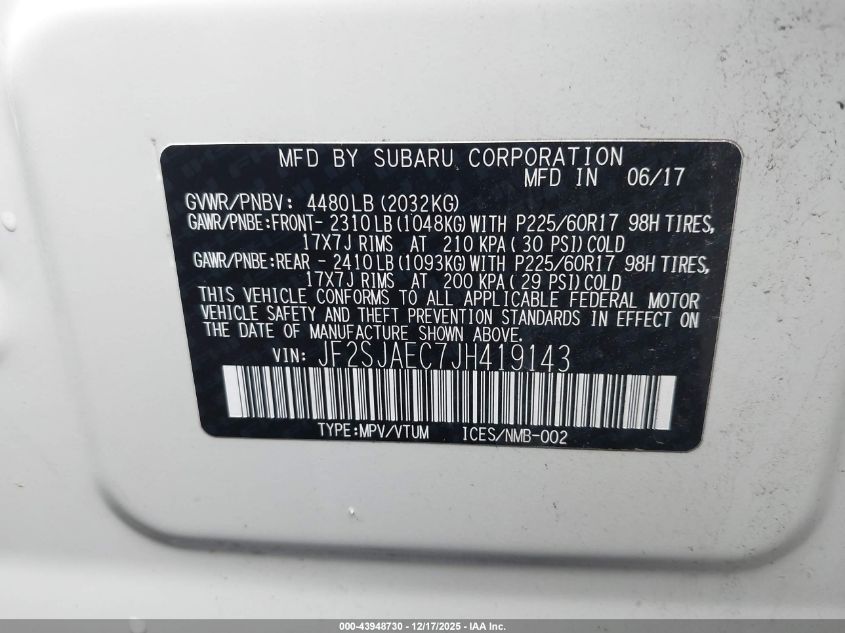 MFD BY SUBARU CORPORATION
MFD IN 06/17
GVWR/PNBV: 4480LB (2032KG)
GAWR/PNBE:FRONT- 2310LB (1048KG) WITH P225/60R17 98H TIRES,
17X7J RIMS AT 210 KPA ( 30 PSI) COLD
GAWR/PNBE:REAR - 2410LB (1093KG) WITH P225/60R17 98H TIRES,
17X7J RIMS AT 200 KPA ( 29 PSI) COLD
THIS VEHICLE CONFORMS TO ALL APPLICABLE FEDERAL MOTOR
VEHICLE SAFETY AND THEFT PREVENTION STANDARDS IN EFFECT ON
THE DATE OF MANUFACTURE SHOWN ABOVE.
VIN: JF2SJAEC7JH419143
TYPE:MPV/VTUM ICES/NMB-002
000-43948730 - 12/17/2025 - IAA Inc.